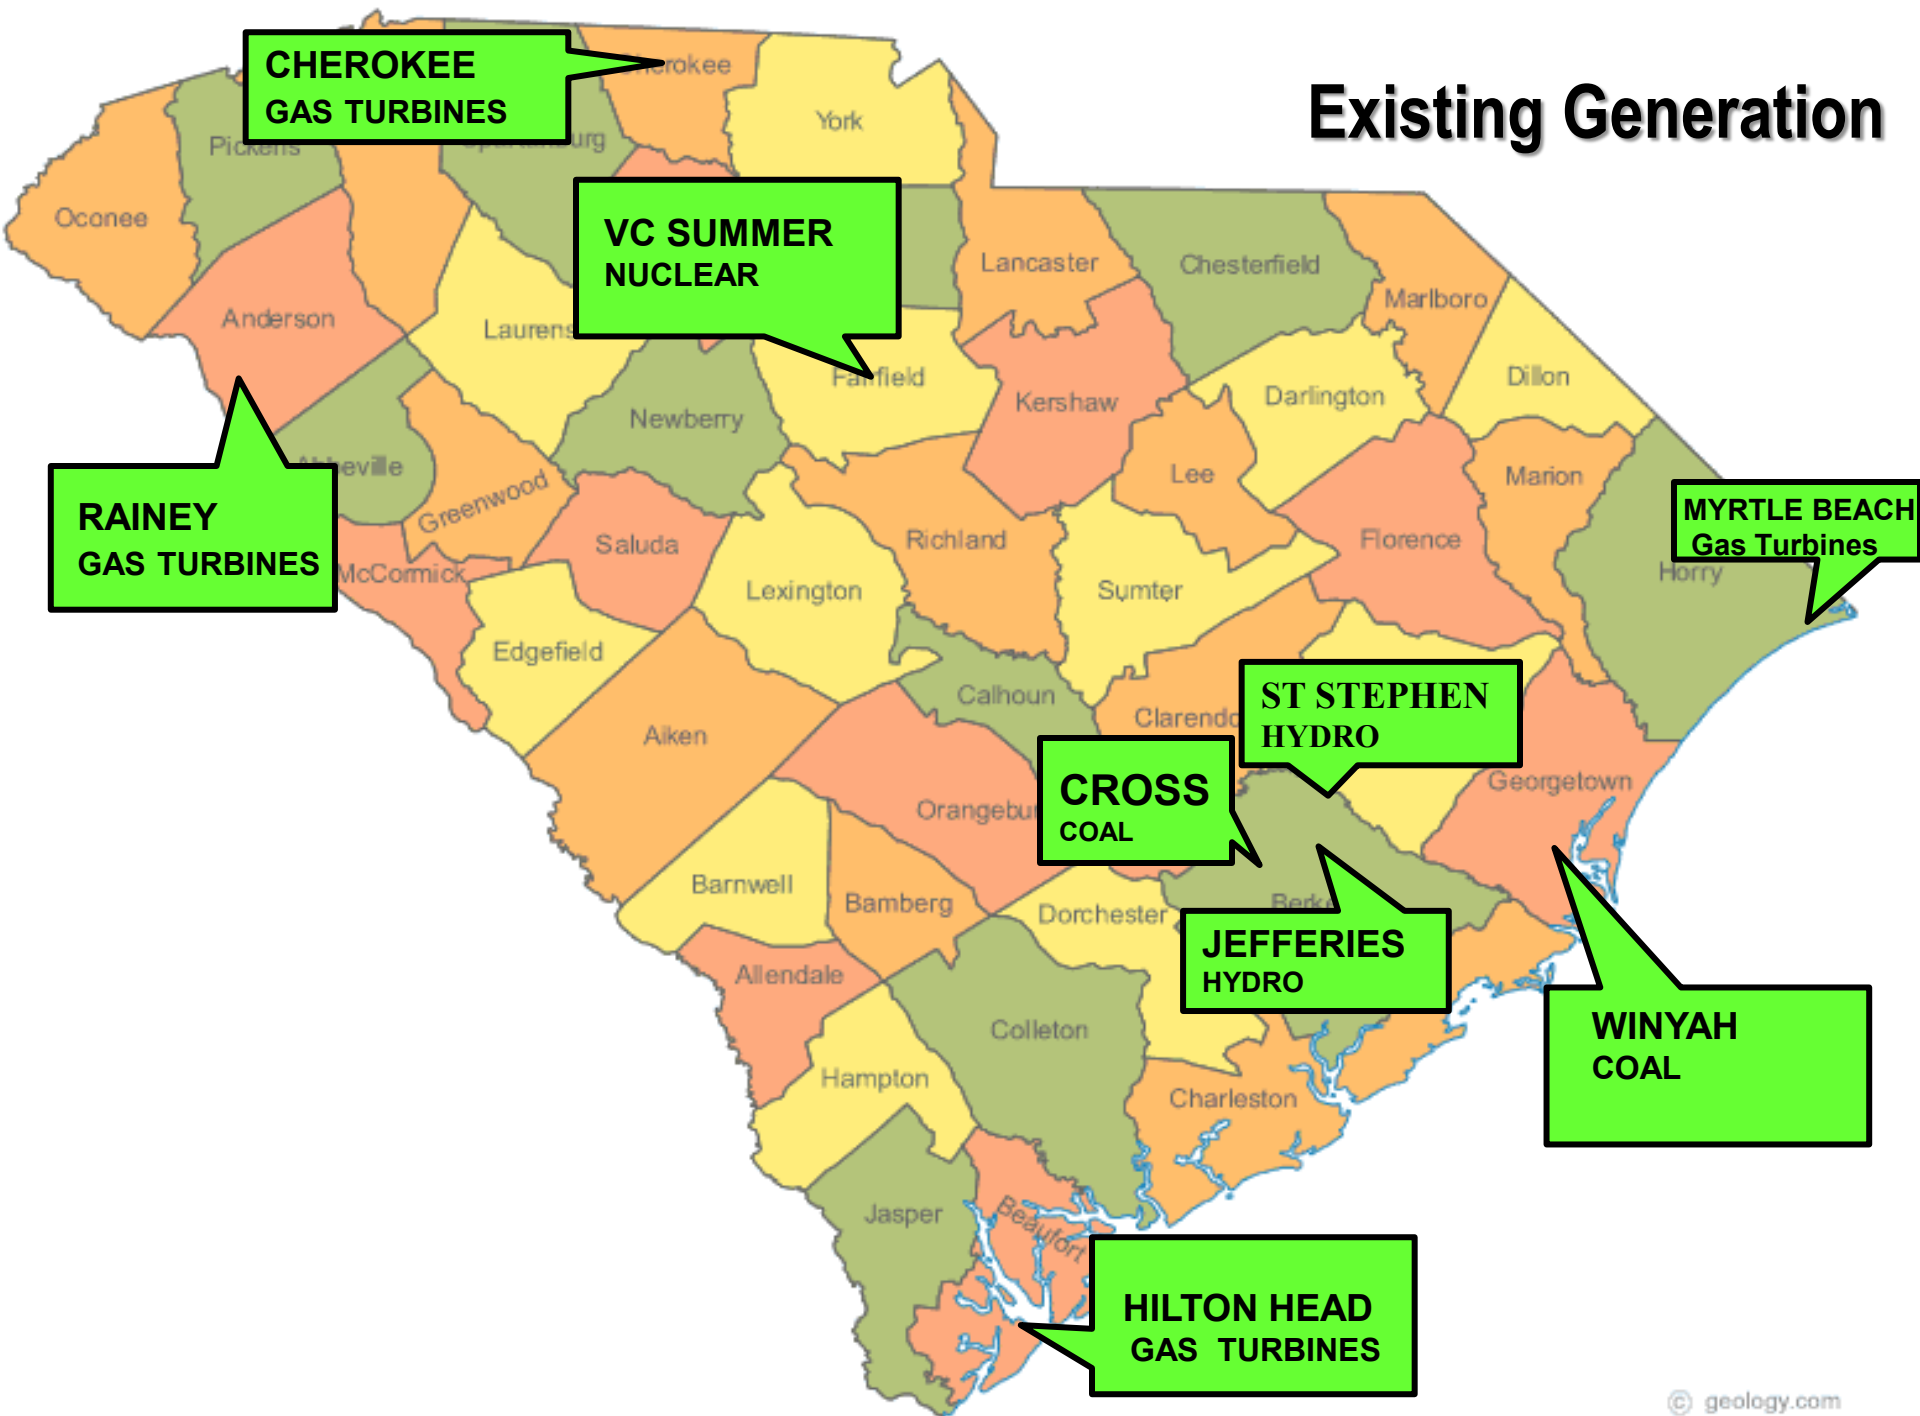 Existing Generation
CHEROKEE
GAS TURBINES
York
Pickens
Oconee
VC SUMMER
NUCLEAR
Lancaster
Chesterfield
Marlboro
Anderson
Laurens
Fairfield
Dillon
Kershaw
Darlington
Newberry
Lee
Marion
Greenwood
RAINEY
GAS TURBINES
MYRTLE BEACH
Gas Turbines
Saluda
Richland
Florence
McCormick
Horry
Lexington
Sumter
Edgefield
Calhoun
ST STEPHEN
HYDRO
Aiken
Georgetown
CROSS
COAL
Barnwell
Bamberg
Dorchester
JEFFERIES
HYDRO
Allendale
Colleton
WINYAH
COAL
Hampton
Charleston
Jasper
Beaufort
HILTON HEAD
GAS TURBINES
© geology.com